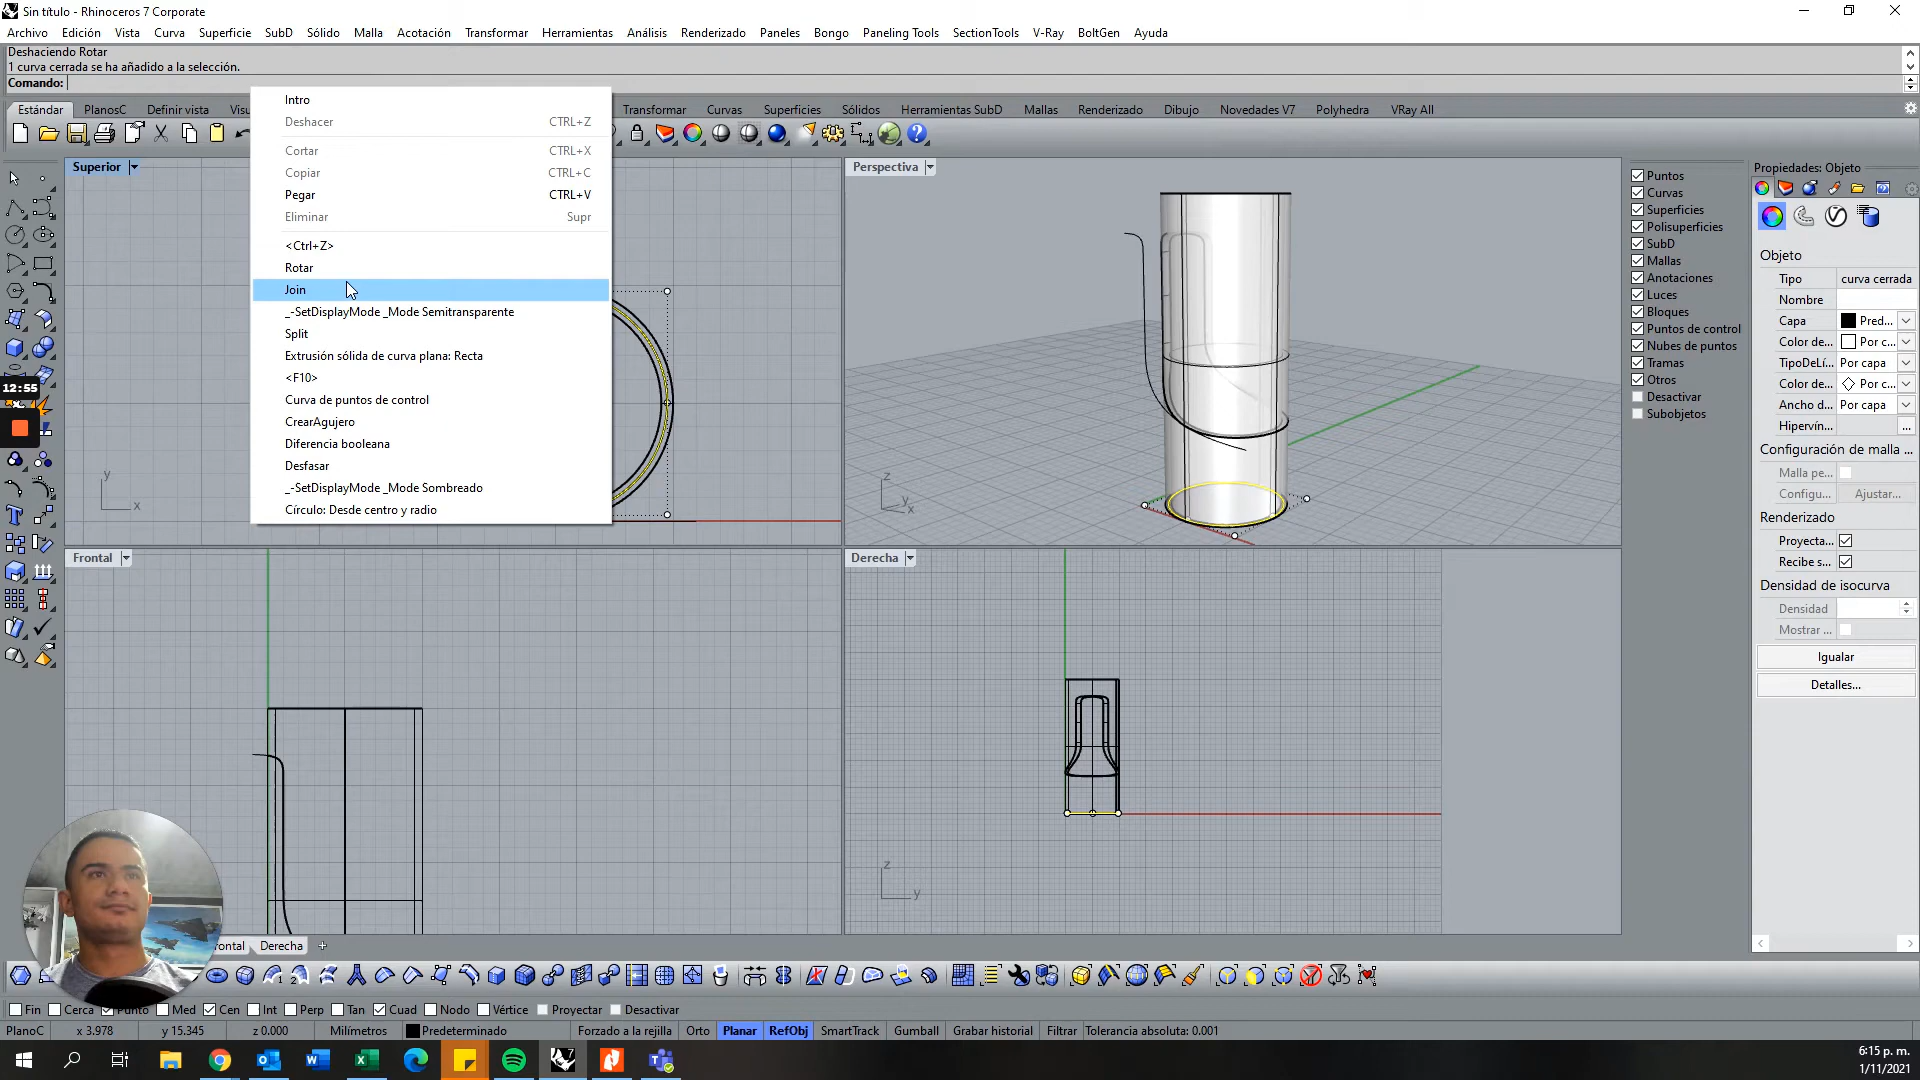 Sin título - Rhinoceros 7 Corporate
Archivo Edición Vista Curva Superficie SubD Sólido Malla Acotación Transformar Herramientas Análisis Renderizado Paneles Bongo Paneling Tools SectionTools V-Ray BoltGen Ayuda
Deshaciendo Rotar
1 curva cerrada se ha añadido a la selección.
Comando:
Estándar PlanosC Definir vista Visu Transformar Curvas Superficies Sólidos Herramientas SubD Mallas Renderizado Dibujo Novedades V7 Polyhedra VRay All
Intro
Deshacer CTRL+Z
Cortar CTRL+X
Copiar CTRL+C
Pegar CTRL+V
Eliminar Supr
<Ctrl+Z>
Rotar
Join
_-SetDisplayMode _Mode Semitransparente
Split
Extrusión sólida de curva plana: Recta
<F10>
Curva de puntos de control
CrearAgujero
Diferencia booleana
Desfasar
_-SetDisplayMode _Mode Sombreado
Círculo: Desde centro y radio
Superior
y
x
Perspectiva
z
y
x
Frontal
Derecha
z
y
12:55
Puntos
Curvas
Superficies
Polisuperficies
SubD
Mallas
Anotaciones
Luces
Bloques
Puntos de control
Nubes de puntos
Tramas
Otros
Desactivar
Subobjetos
Propiedades: Objeto
Objeto
Tipo curva cerrada
Nombre
Capa Pred...
Color de... Por c...
TipoDeLí... Por capa
Color de... Por c...
Ancho d... Por capa
Hipervín... ...
Configuración de malla ...
Malla pe...
Configu... Ajustar...
Renderizado
Proyecta...
Recibe s...
Densidad de isocurva
Densidad
Mostrar ...
Igualar
Detalles...
ontal Derecha
Fin Cerca Punto Med Cen Int Perp Tan Cuad Nodo Vértice Proyectar Desactivar
PlanoC x 3.978 y 15.345 z 0.000 Milímetros Predeterminado Forzado a la rejilla Orto Planar RefObj SmartTrack Gumball Grabar historial Filtrar Tolerancia absoluta: 0.001
6:15 p. m.
1/11/2021